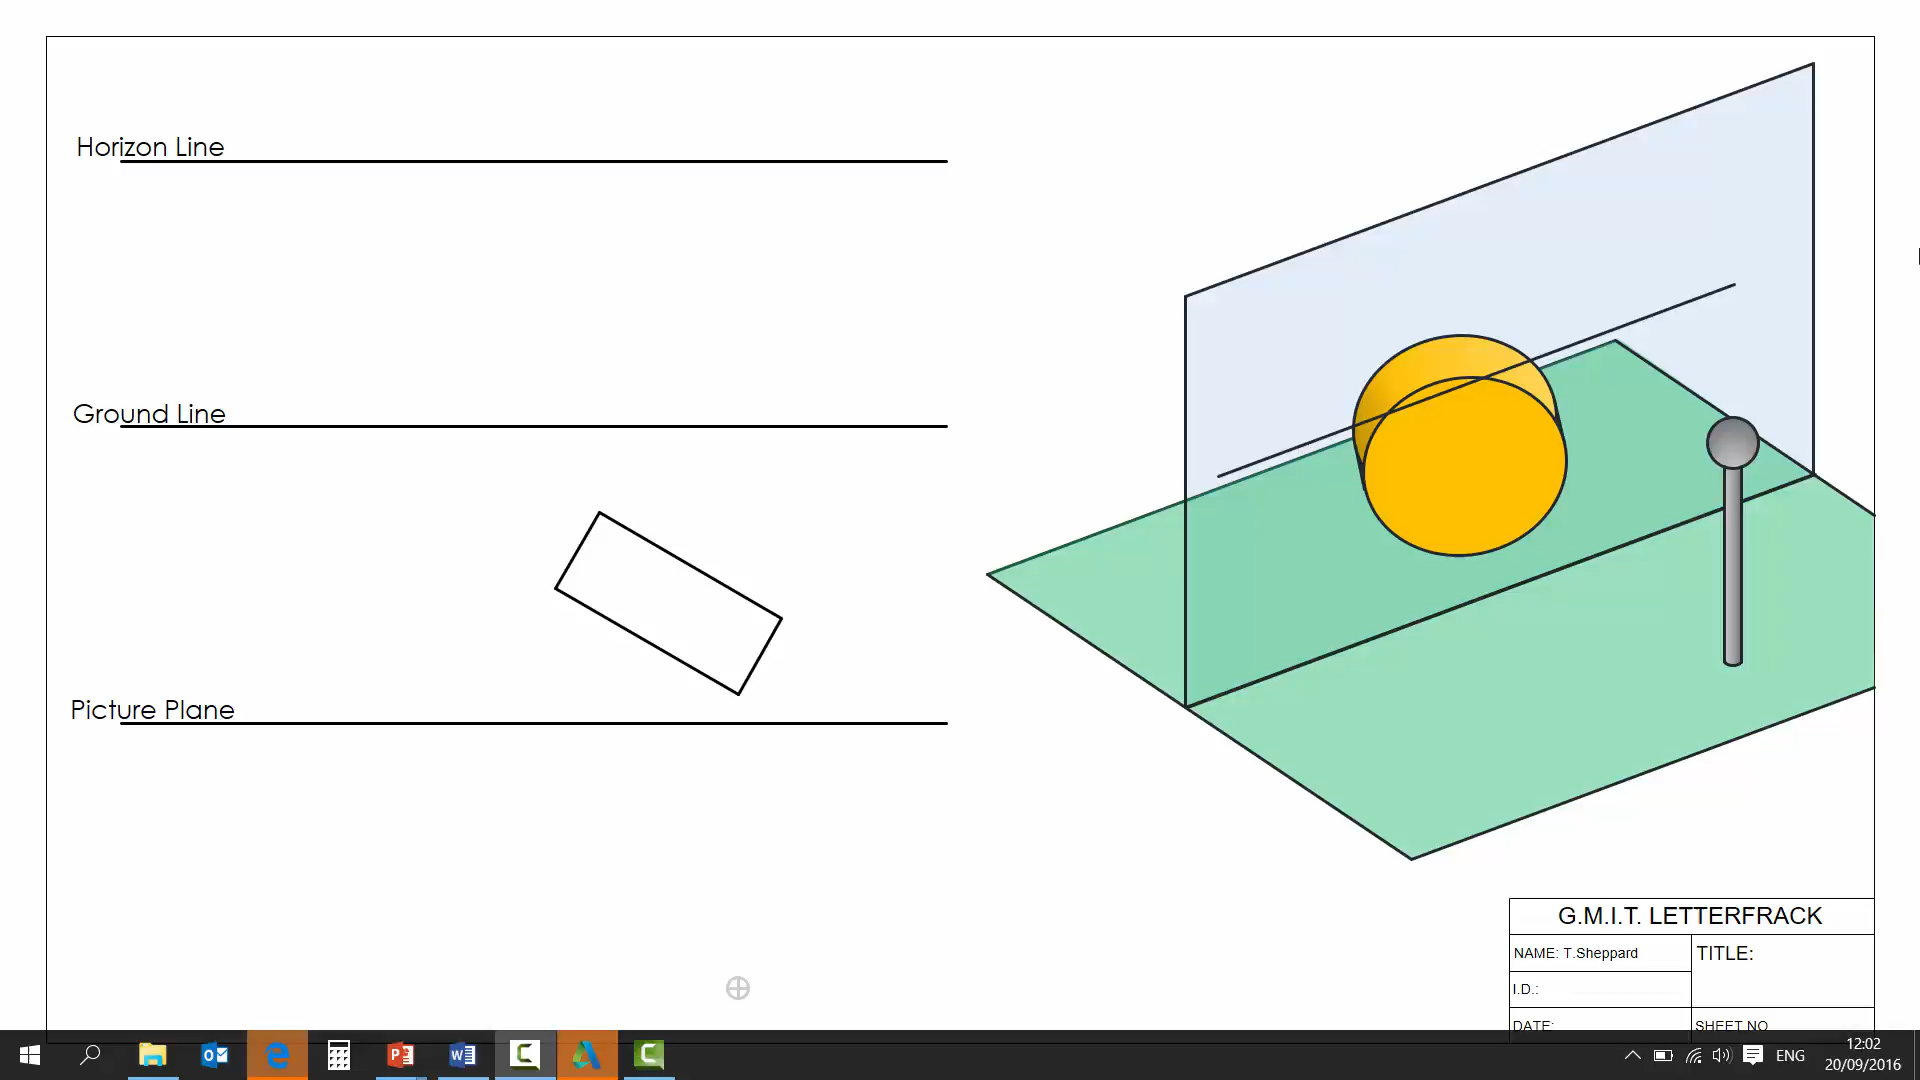 Horizon Line
Ground Line
Picture Plane
G.M.I.T. LETTERFRACK
NAME: T.Sheppard
TITLE:
I.D.:
DATE:
SHEET NO
12:02
ENG
20/09/2016